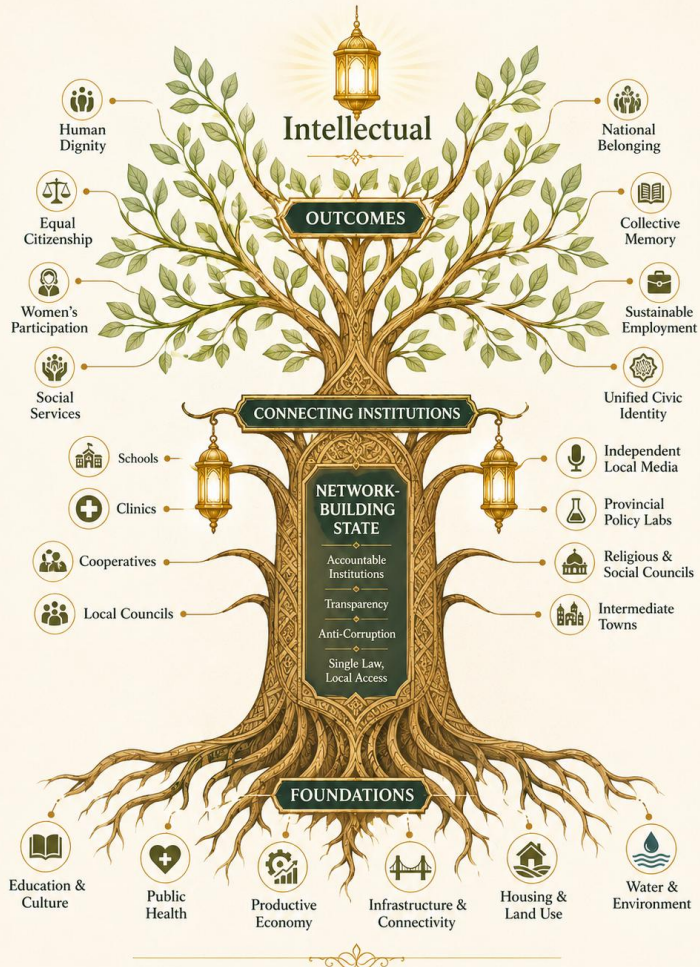 Intellectual
OUTCOMES
Human
Dignity
Equal
Citizenship
Women's
Participation
Social
Services
National
Belonging
Collective
Memory
Sustainable
Employment
Unified Civic
Identity
CONNECTING INSTITUTIONS
Schools
Clinics
Cooperatives
Local Councils
NETWORK-
BUILDING
STATE
Accountable
Institutions
Transparency
Anti-Corruption
Single Law,
Local Access
Independent
Local Media
Provincial
Policy Labs
Religious &
Social Councils
Intermediate
Towns
FOUNDATIONS
Education &
Culture
Public
Health
Productive
Economy
Infrastructure &
Connectivity
Housing &
Land Use
Water &
Environment